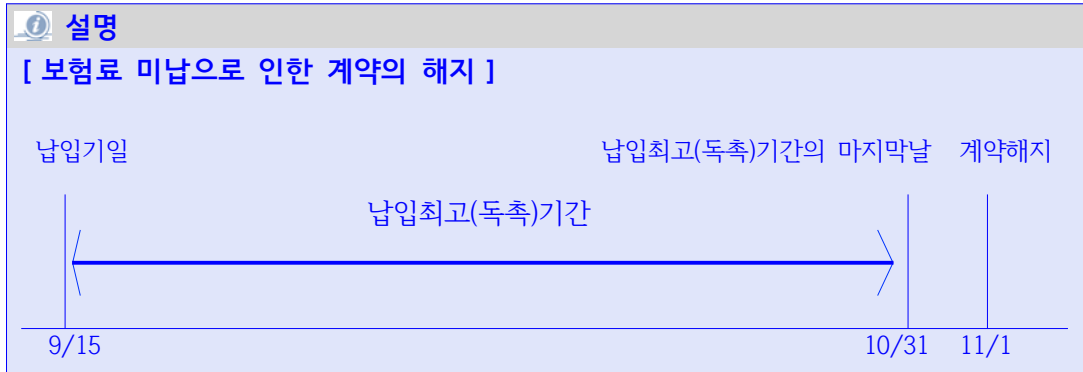 설명
[ 보험료 미납으로 인한 계약의 해지 ]
납입기일 납입최고(독촉)기간의 마지막날 계약해지
납입최고(독촉)기간
9/15 10/31 11/1